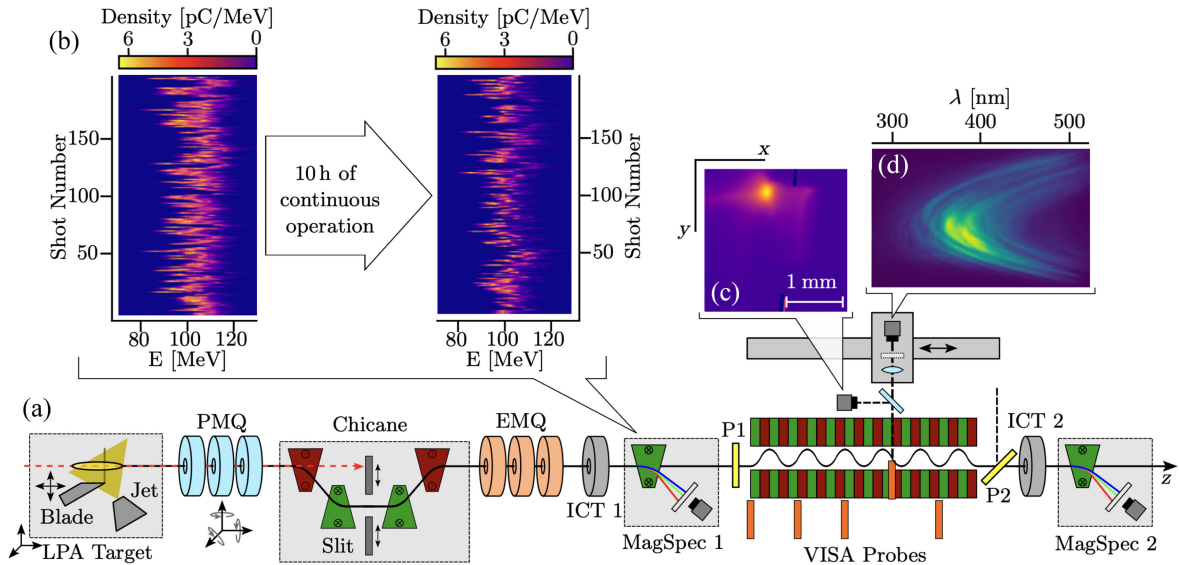 (b)
Density [pC/MeV]
6 3 0
Shot Number
150
100
50
80 100 120
E [MeV]
10 h of
continuous
operation
Density [pC/MeV]
6 3 0
Shot Number
150
100
50
80 100 120
E [MeV]
x
y
(c)
1 mm
λ [nm]
300 400 500
(d)
(a)
PMQ
Chicane
EMQ
P1
ICT 2
Jet
Blade
LPA Target
Slit
ICT 1
MagSpec 1
VISA Probes
P2
MagSpec 2
z